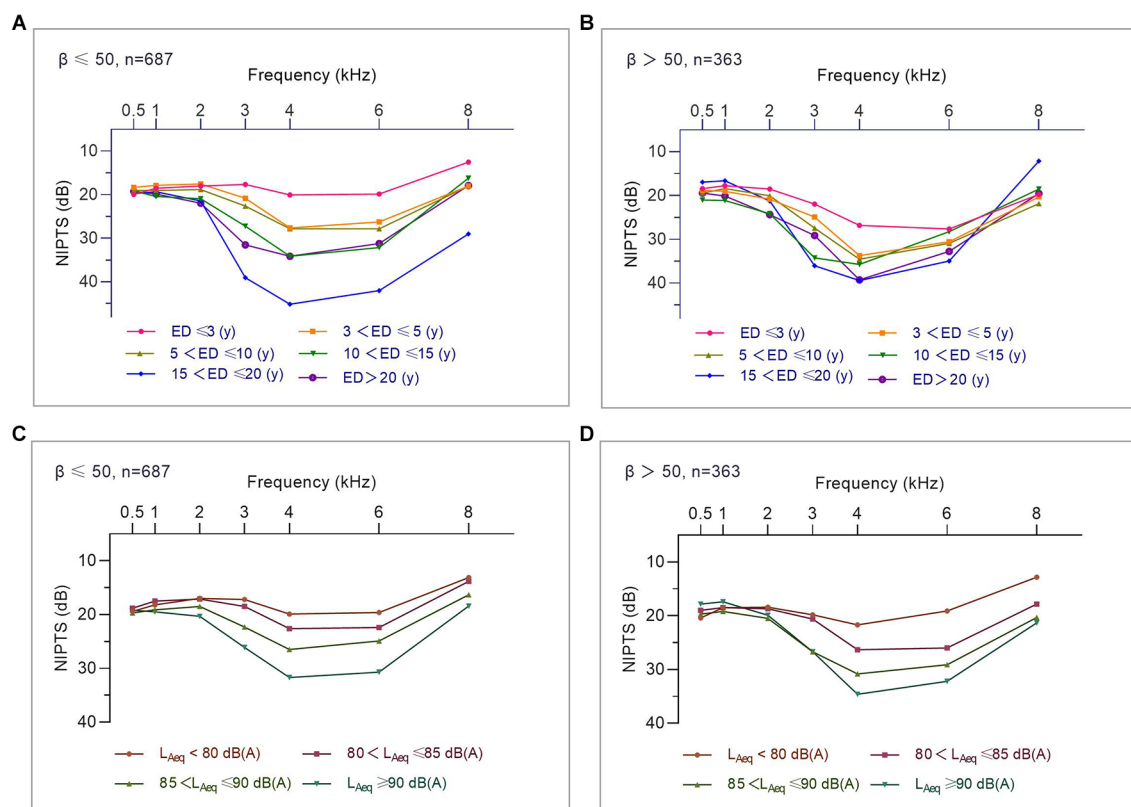 A
β ≤ 50, n=687
Frequency (kHz)
0.5 1 2 3 4 6 8
10
20
30
40
NIPTS (dB)
ED ≤3 (y)
3 <ED ≤ 5 (y)
5 <ED ≤10 (y)
10 <ED ≤15 (y)
15 <ED ≤20 (y)
ED> 20 (y)
B
β > 50, n=363
Frequency (kHz)
0.5 1 2 3 4 6 8
10
20
30
40
NIPTS (dB)
ED ≤3 (y)
3 <ED ≤ 5 (y)
5 <ED ≤10 (y)
10 <ED ≤15 (y)
15 <ED ≤20 (y)
ED>20 (y)
C
β ≤ 50, n=687
Frequency (kHz)
0.5 1 2 3 4 6 8
10
20
30
40
NIPTS (dB)
LAeq < 80 dB(A)
80< LAeq ≤85 dB(A)
85<LAeq ≤90 dB(A)
LAeq ≥90 dB(A)
D
β > 50, n=363
Frequency (kHz)
0.5 1 2 3 4 6 8
10
20
30
40
NIPTS (dB)
LAeq < 80 dB(A)
80< LAeq ≤85 dB(A)
85<LAeq ≤90 dB(A)
LAeq ≥90 dB(A)